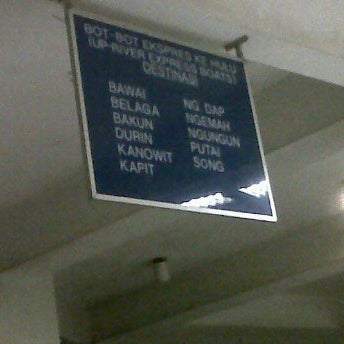 BOT-BOT EKSPRES KE HULU
(UP-RIVER EXPRESS BOATS)
DESTINASI
BAWAI
BELAGA NG DAP
BAKUN NGEMAH
DURIN NGUNGUN
KANOWIT PUTAI
KAPIT SONG